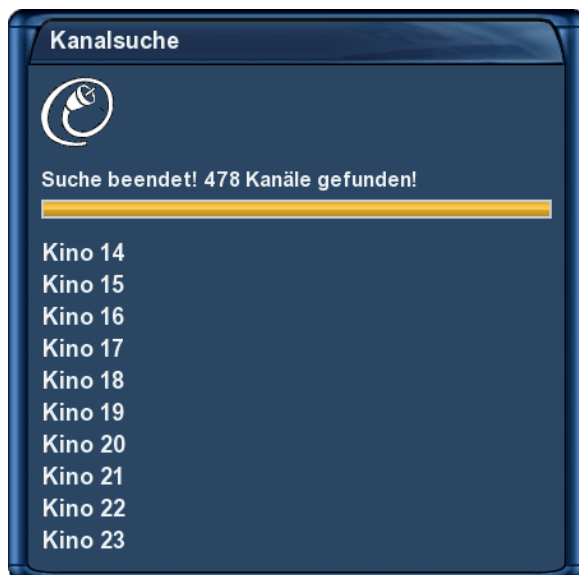 Kanalsuche
Suche beendet! 478 Kanäle gefunden!
Kino 14
Kino 15
Kino 16
Kino 17
Kino 18
Kino 19
Kino 20
Kino 21
Kino 22
Kino 23